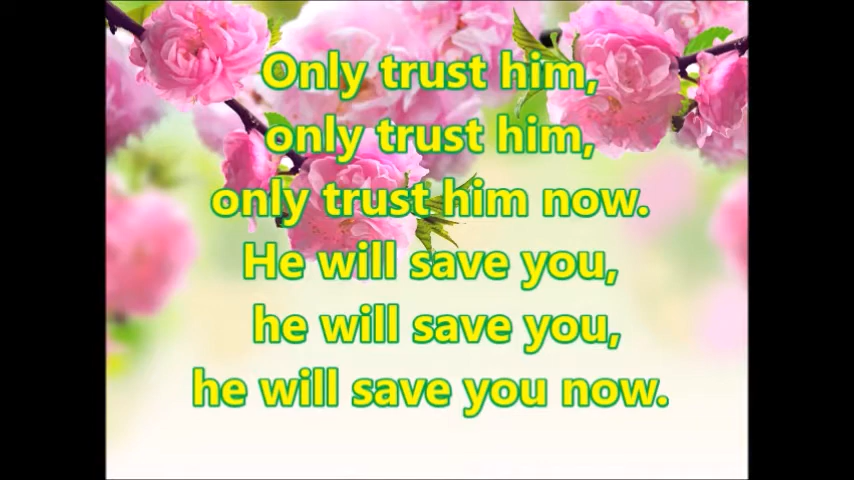 Only trust him,
only trust him,
only trust him now.
He will save you,
he will save you,
he will save you now.